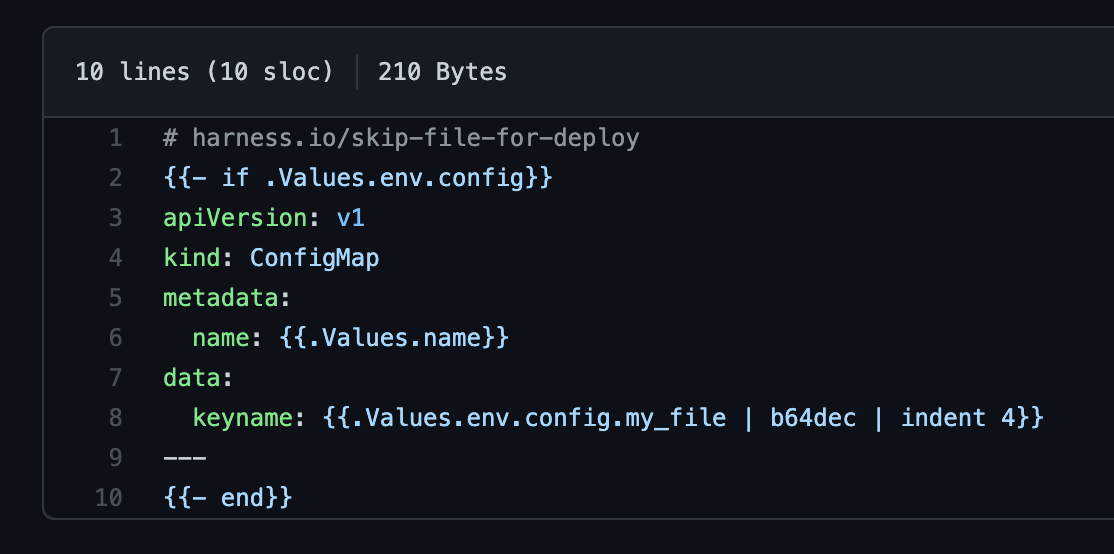 10 lines (10 sloc) 210 Bytes
1 # harness.io/skip-file-for-deploy
2 {{- if .Values.env.config}}
3 apiVersion: v1
4 kind: ConfigMap
5 metadata:
6   name: {{.Values.name}}
7 data:
8   keyname: {{.Values.env.config.my_file | b64dec | indent 4}}
9 ---
10 {{- end}}